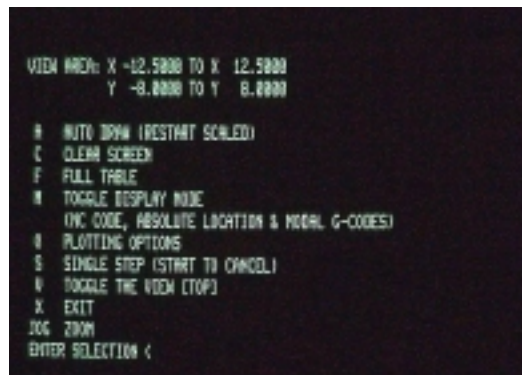 VIEW AREA: X -12.5000 TO X 12.5000
Y -8.0000 TO Y 8.0000
A AUTO DRAW (RESTART SCALED)
C CLEAR SCREEN
F FULL TABLE
TOGGLE DISPLAY MODE
(NC CODE, ABSOLUTE LOCATION & MODAL G-CODES)
PLOTTING OPTIONS
S SINGLE STEP (START TO CANCEL)
V TOGGLE THE VIEW [TOP]
X EXIT
JOG ZOOM
ENTER SELECTION <